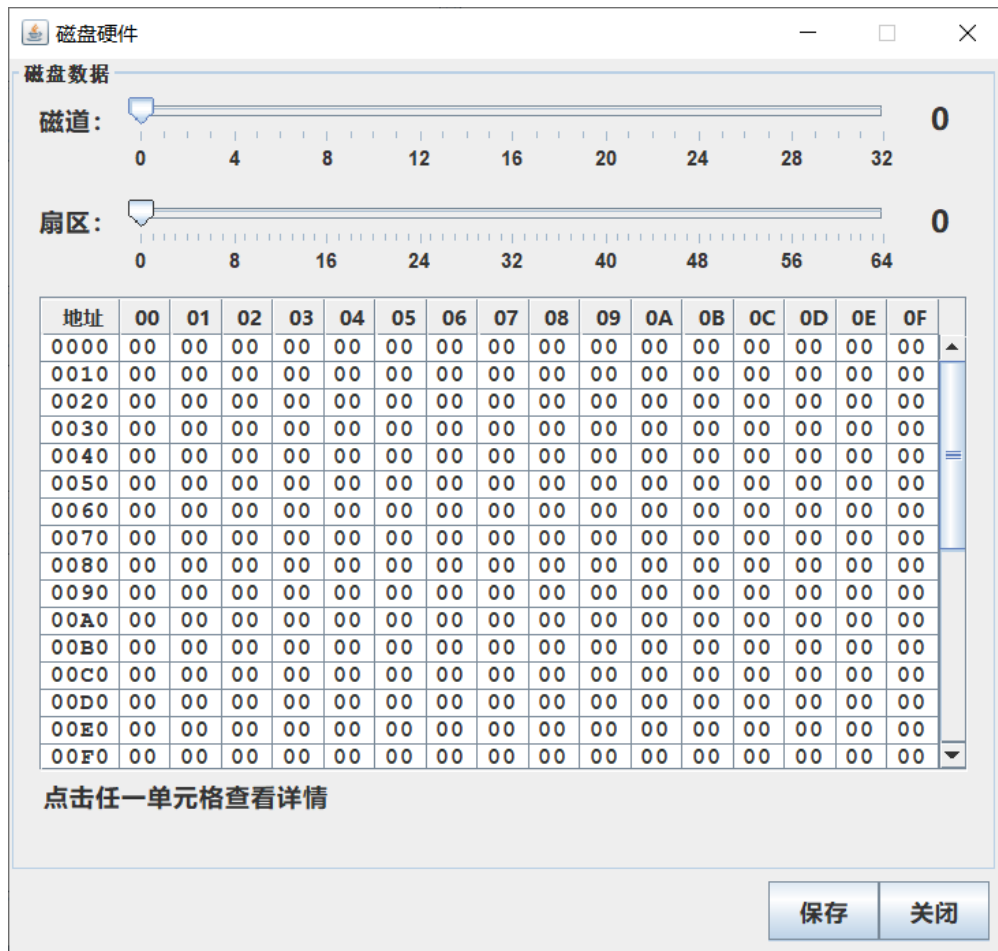 磁盘硬件
磁盘数据
磁道： 0
0 4 8 12 16 20 24 28 32
扇区： 0
0 8 16 24 32 40 48 56 64
地址 00 01 02 03 04 05 06 07 08 09 0A 0B 0C 0D 0E 0F
0000 00 00 00 00 00 00 00 00 00 00 00 00 00 00 00 00
0010 00 00 00 00 00 00 00 00 00 00 00 00 00 00 00 00
0020 00 00 00 00 00 00 00 00 00 00 00 00 00 00 00 00
0030 00 00 00 00 00 00 00 00 00 00 00 00 00 00 00 00
0040 00 00 00 00 00 00 00 00 00 00 00 00 00 00 00 00
0050 00 00 00 00 00 00 00 00 00 00 00 00 00 00 00 00
0060 00 00 00 00 00 00 00 00 00 00 00 00 00 00 00 00
0070 00 00 00 00 00 00 00 00 00 00 00 00 00 00 00 00
0080 00 00 00 00 00 00 00 00 00 00 00 00 00 00 00 00
0090 00 00 00 00 00 00 00 00 00 00 00 00 00 00 00 00
00A0 00 00 00 00 00 00 00 00 00 00 00 00 00 00 00 00
00B0 00 00 00 00 00 00 00 00 00 00 00 00 00 00 00 00
00C0 00 00 00 00 00 00 00 00 00 00 00 00 00 00 00 00
00D0 00 00 00 00 00 00 00 00 00 00 00 00 00 00 00 00
00E0 00 00 00 00 00 00 00 00 00 00 00 00 00 00 00 00
00F0 00 00 00 00 00 00 00 00 00 00 00 00 00 00 00 00
点击任一单元格查看详情
保存 关闭